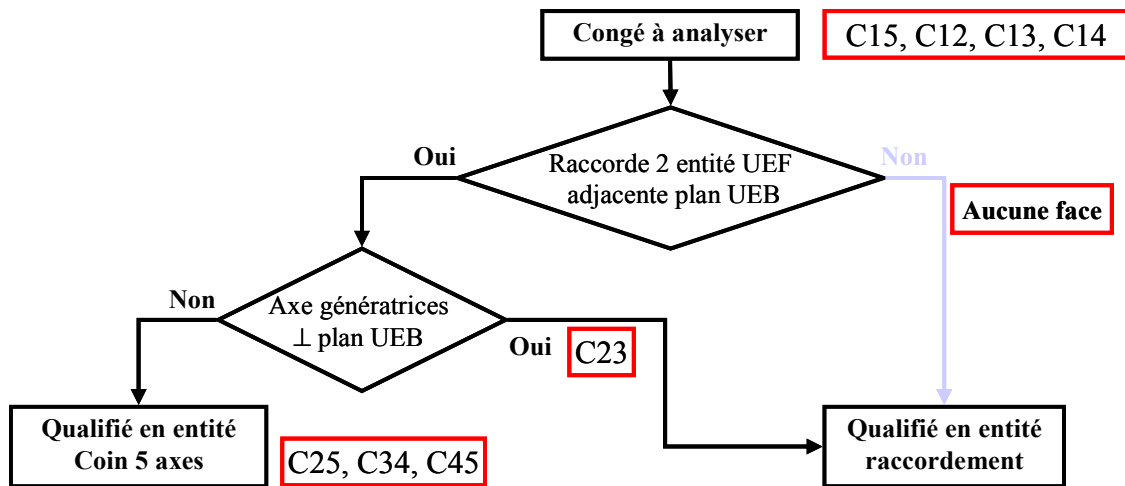 Congé à analyser
C15, C12, C13, C14
Oui
Raccorde 2 entité UEF
adjacente plan UEB
Non
Aucune face
Non
Axe génératrices
⊥ plan UEB
Oui
C23
Qualifié en entité
Coin 5 axes
C25, C34, C45
Qualifié en entité
raccordement